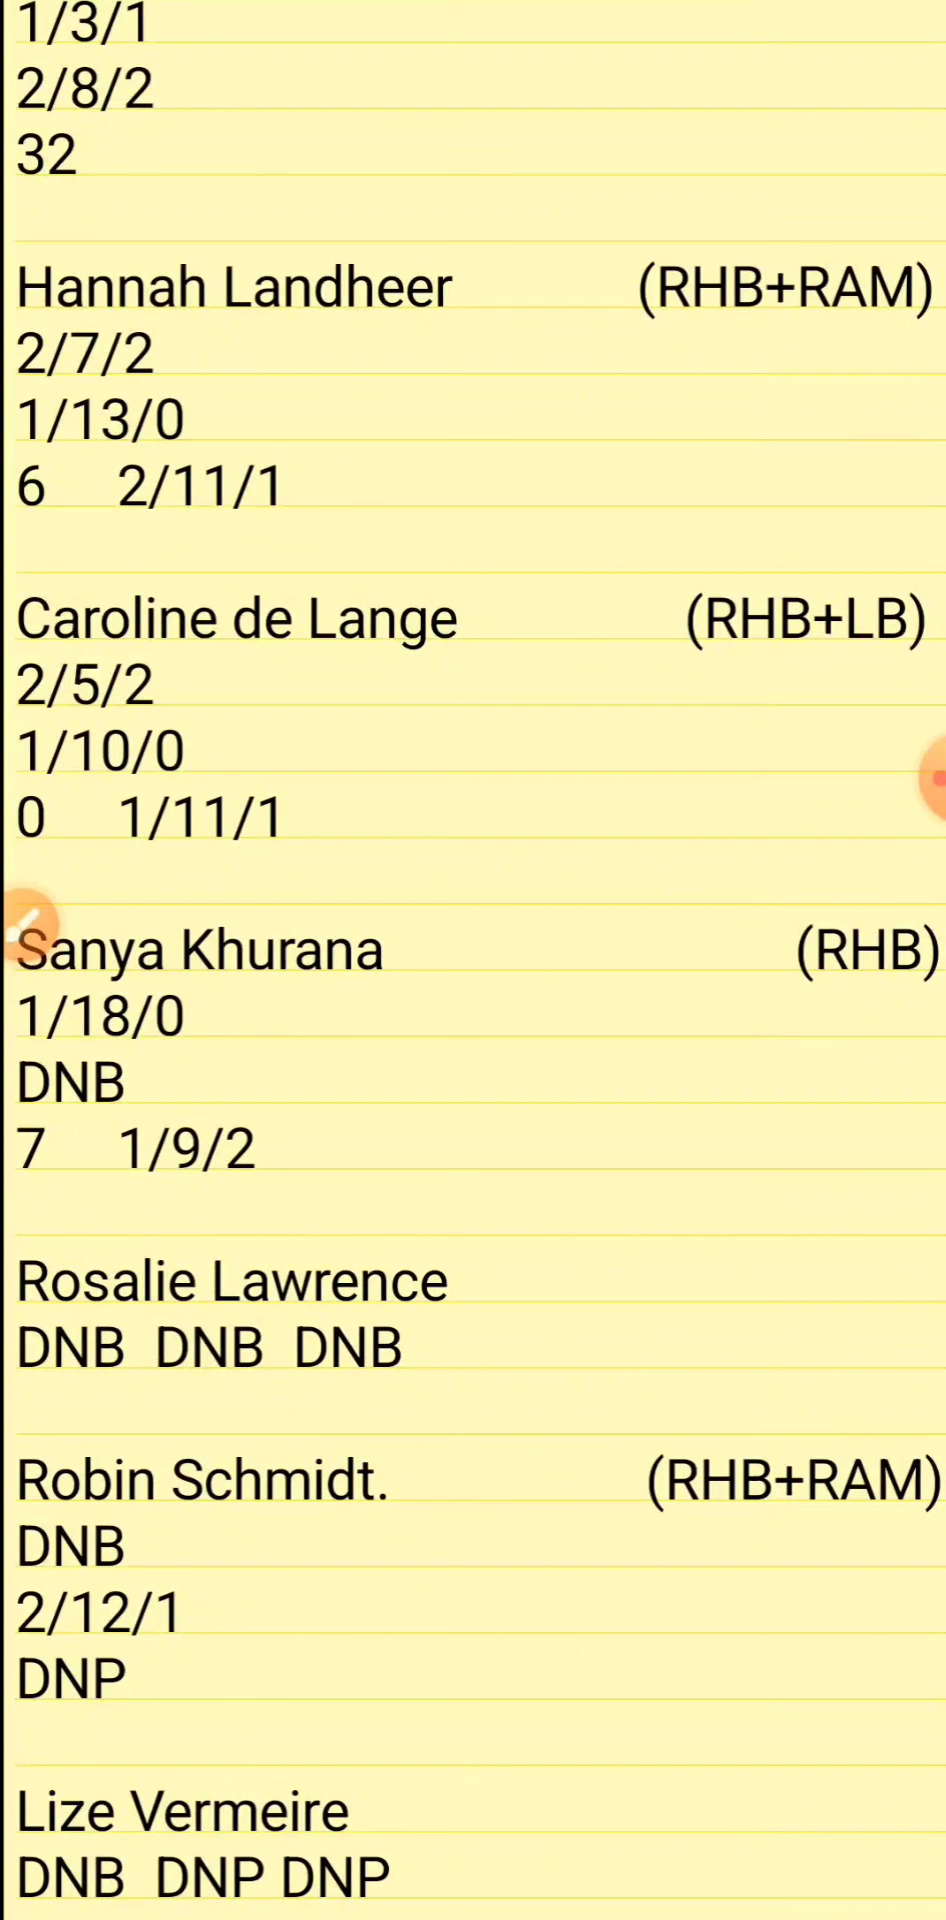 1/3/1
2/8/2
32
Hannah Landheer (RHB+RAM)
2/7/2
1/13/0
6 2/11/1
Caroline de Lange (RHB+LB)
2/5/2
1/10/0
0 1/11/1
Sanya Khurana (RHB)
1/18/0
DNB
7 1/9/2
Rosalie Lawrence
DNB DNB DNB
Robin Schmidt. (RHB+RAM)
DNB
2/12/1
DNP
Lize Vermeire
DNB DNP DNP